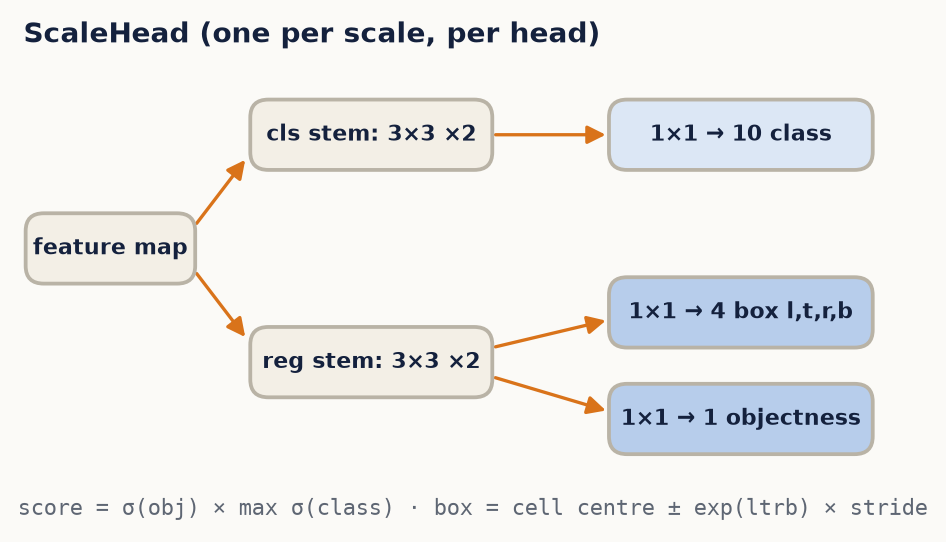 ScaleHead (one per scale, per head)
cls stem: 3×3 ×2
1×1 → 10 class
feature map
1×1 → 4 box l,t,r,b
reg stem: 3×3 ×2
1×1 → 1 objectness
score = σ(obj) × max σ(class) · box = cell centre ± exp(ltrb) × stride